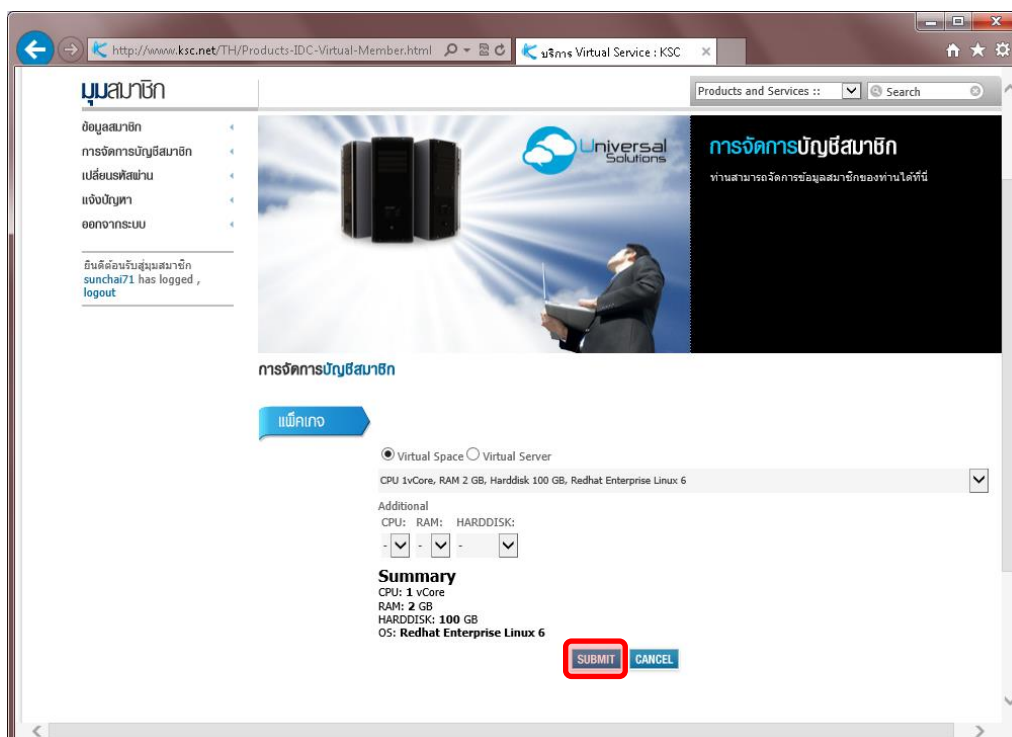 http://www.ksc.net/TH/Products-IDC-Virtual-Member.html
บริการ Virtual Service : KSC
มุมสมาชิก
Products and Services ::
Search
ข้อมูลสมาชิก
การจัดการบัญชีสมาชิก
เปลี่ยนรหัสผ่าน
แจ้งปัญหา
ออกจากระบบ
ยินดีต้อนรับสู่มุมสมาชิก
sunchai71 has logged ,
logout
Universal
Solutions
การจัดการบัญชีสมาชิก
ท่านสามารถจัดการข้อมูลสมาชิกของท่านได้ที่นี่
การจัดการบัญชีสมาชิก
แพ็คเกจ
Virtual Space Virtual Server
CPU 1vCore, RAM 2 GB, Harddisk 100 GB, Redhat Enterprise Linux 6
Additional
CPU: RAM: HARDDISK:
- - -
Summary
CPU: 1 vCore
RAM: 2 GB
HARDDISK: 100 GB
OS: Redhat Enterprise Linux 6
SUBMIT CANCEL